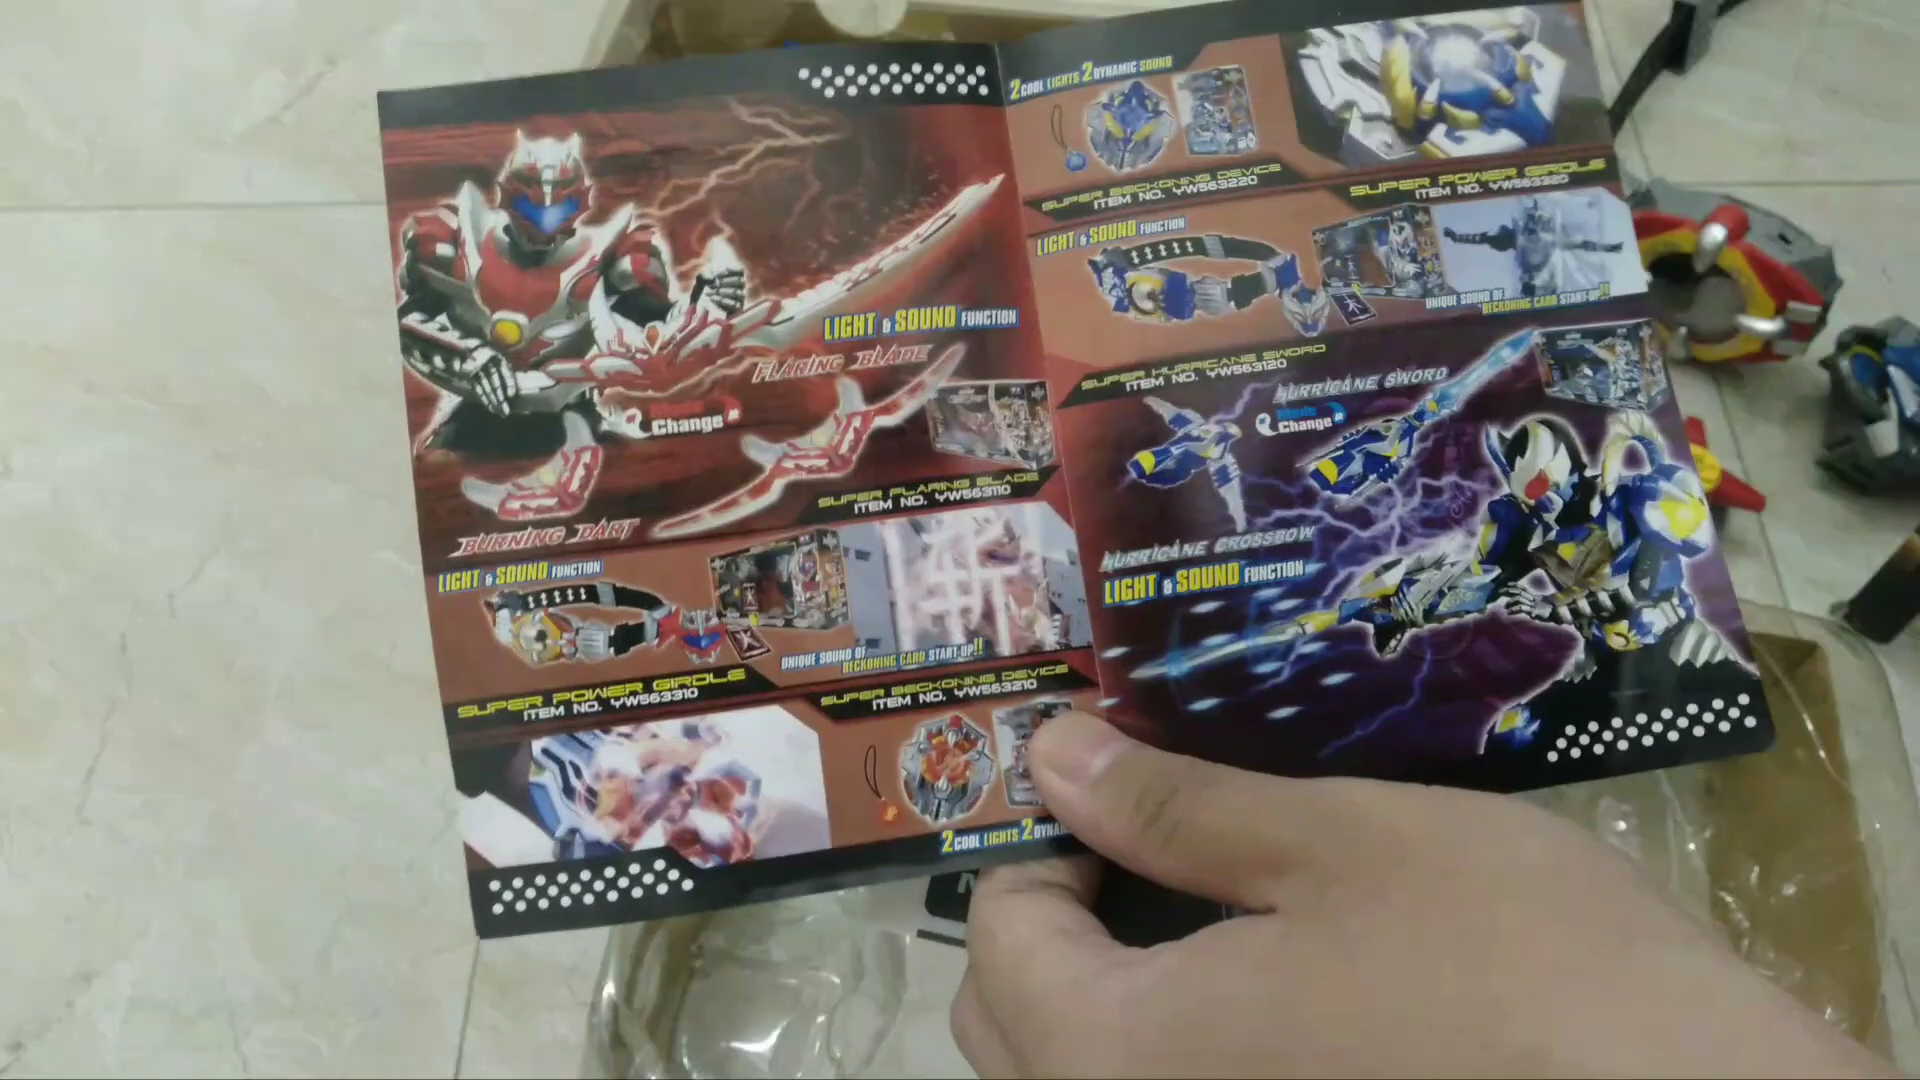 LIGHT & SOUND FUNCTION
FLARING BLADE
Change
SUPER FLARING BLADE
ITEM NO. YW563110
BURNING DART
LIGHT & SOUND FUNCTION
UNIQUE SOUND OF
BECKONING CARD START-UP!!
SUPER POWER GIRDLE
ITEM NO. YW563310
SUPER BECKONING DEVICE
ITEM NO. YW563210
2 COOL LIGHTS 2
2 COOL LIGHTS 2 DYNAMIC SOUND
SUPER BECKONING DEVICE
ITEM NO. YW563220
SUPER POWER GIRDLE
ITEM NO. YW563320
LIGHT & SOUND FUNCTION
UNIQUE SOUND OF
BECKONING CARD START-UP!!
SUPER HURRICANE SWORD
ITEM NO. YW563120
HURRICANE SWORD
Change
HURRICANE CROSSBOW
LIGHT & SOUND FUNCTION